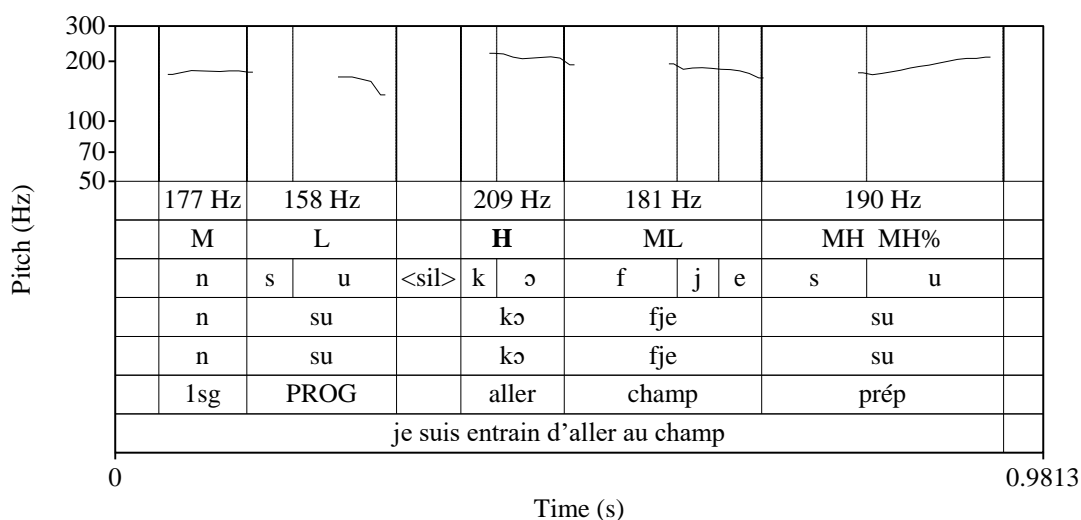 300
200
100
70
50
Pitch (Hz)
177 Hz 158 Hz 209 Hz 181 Hz 190 Hz
M L H ML MH MH%
n s u <sil> k ɔ f j e s u
n su kɔ fje su
n su kɔ fje su
1sg PROG aller champ prép
je suis entrain d’aller au champ
0 0.9813
Time (s)